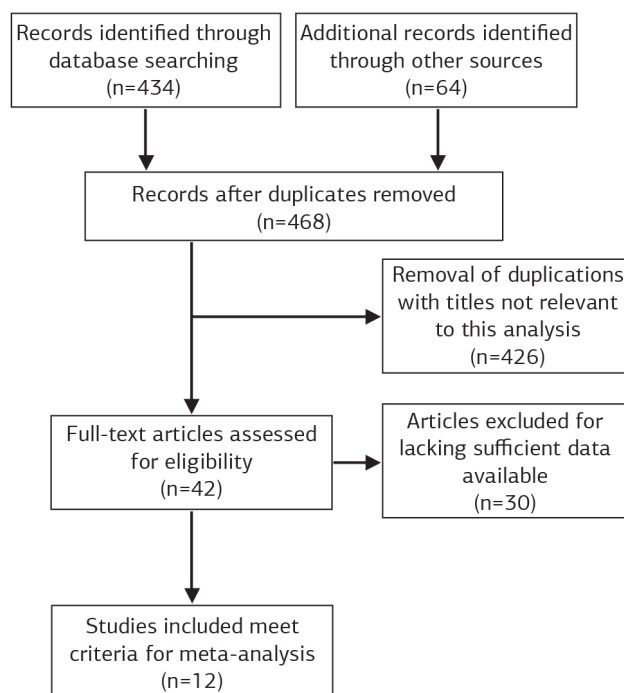 Records identified through
database searching
(n=434)
Additional records identified
through other sources
(n=64)
Records after duplicates removed
(n=468)
Removal of duplications
with titles not relevant
to this analysis
(n=426)
Full-text articles assessed
for eligibility
(n=42)
Articles excluded for
lacking sufficient data
available
(n=30)
Studies included meet
criteria for meta-analysis
(n=12)